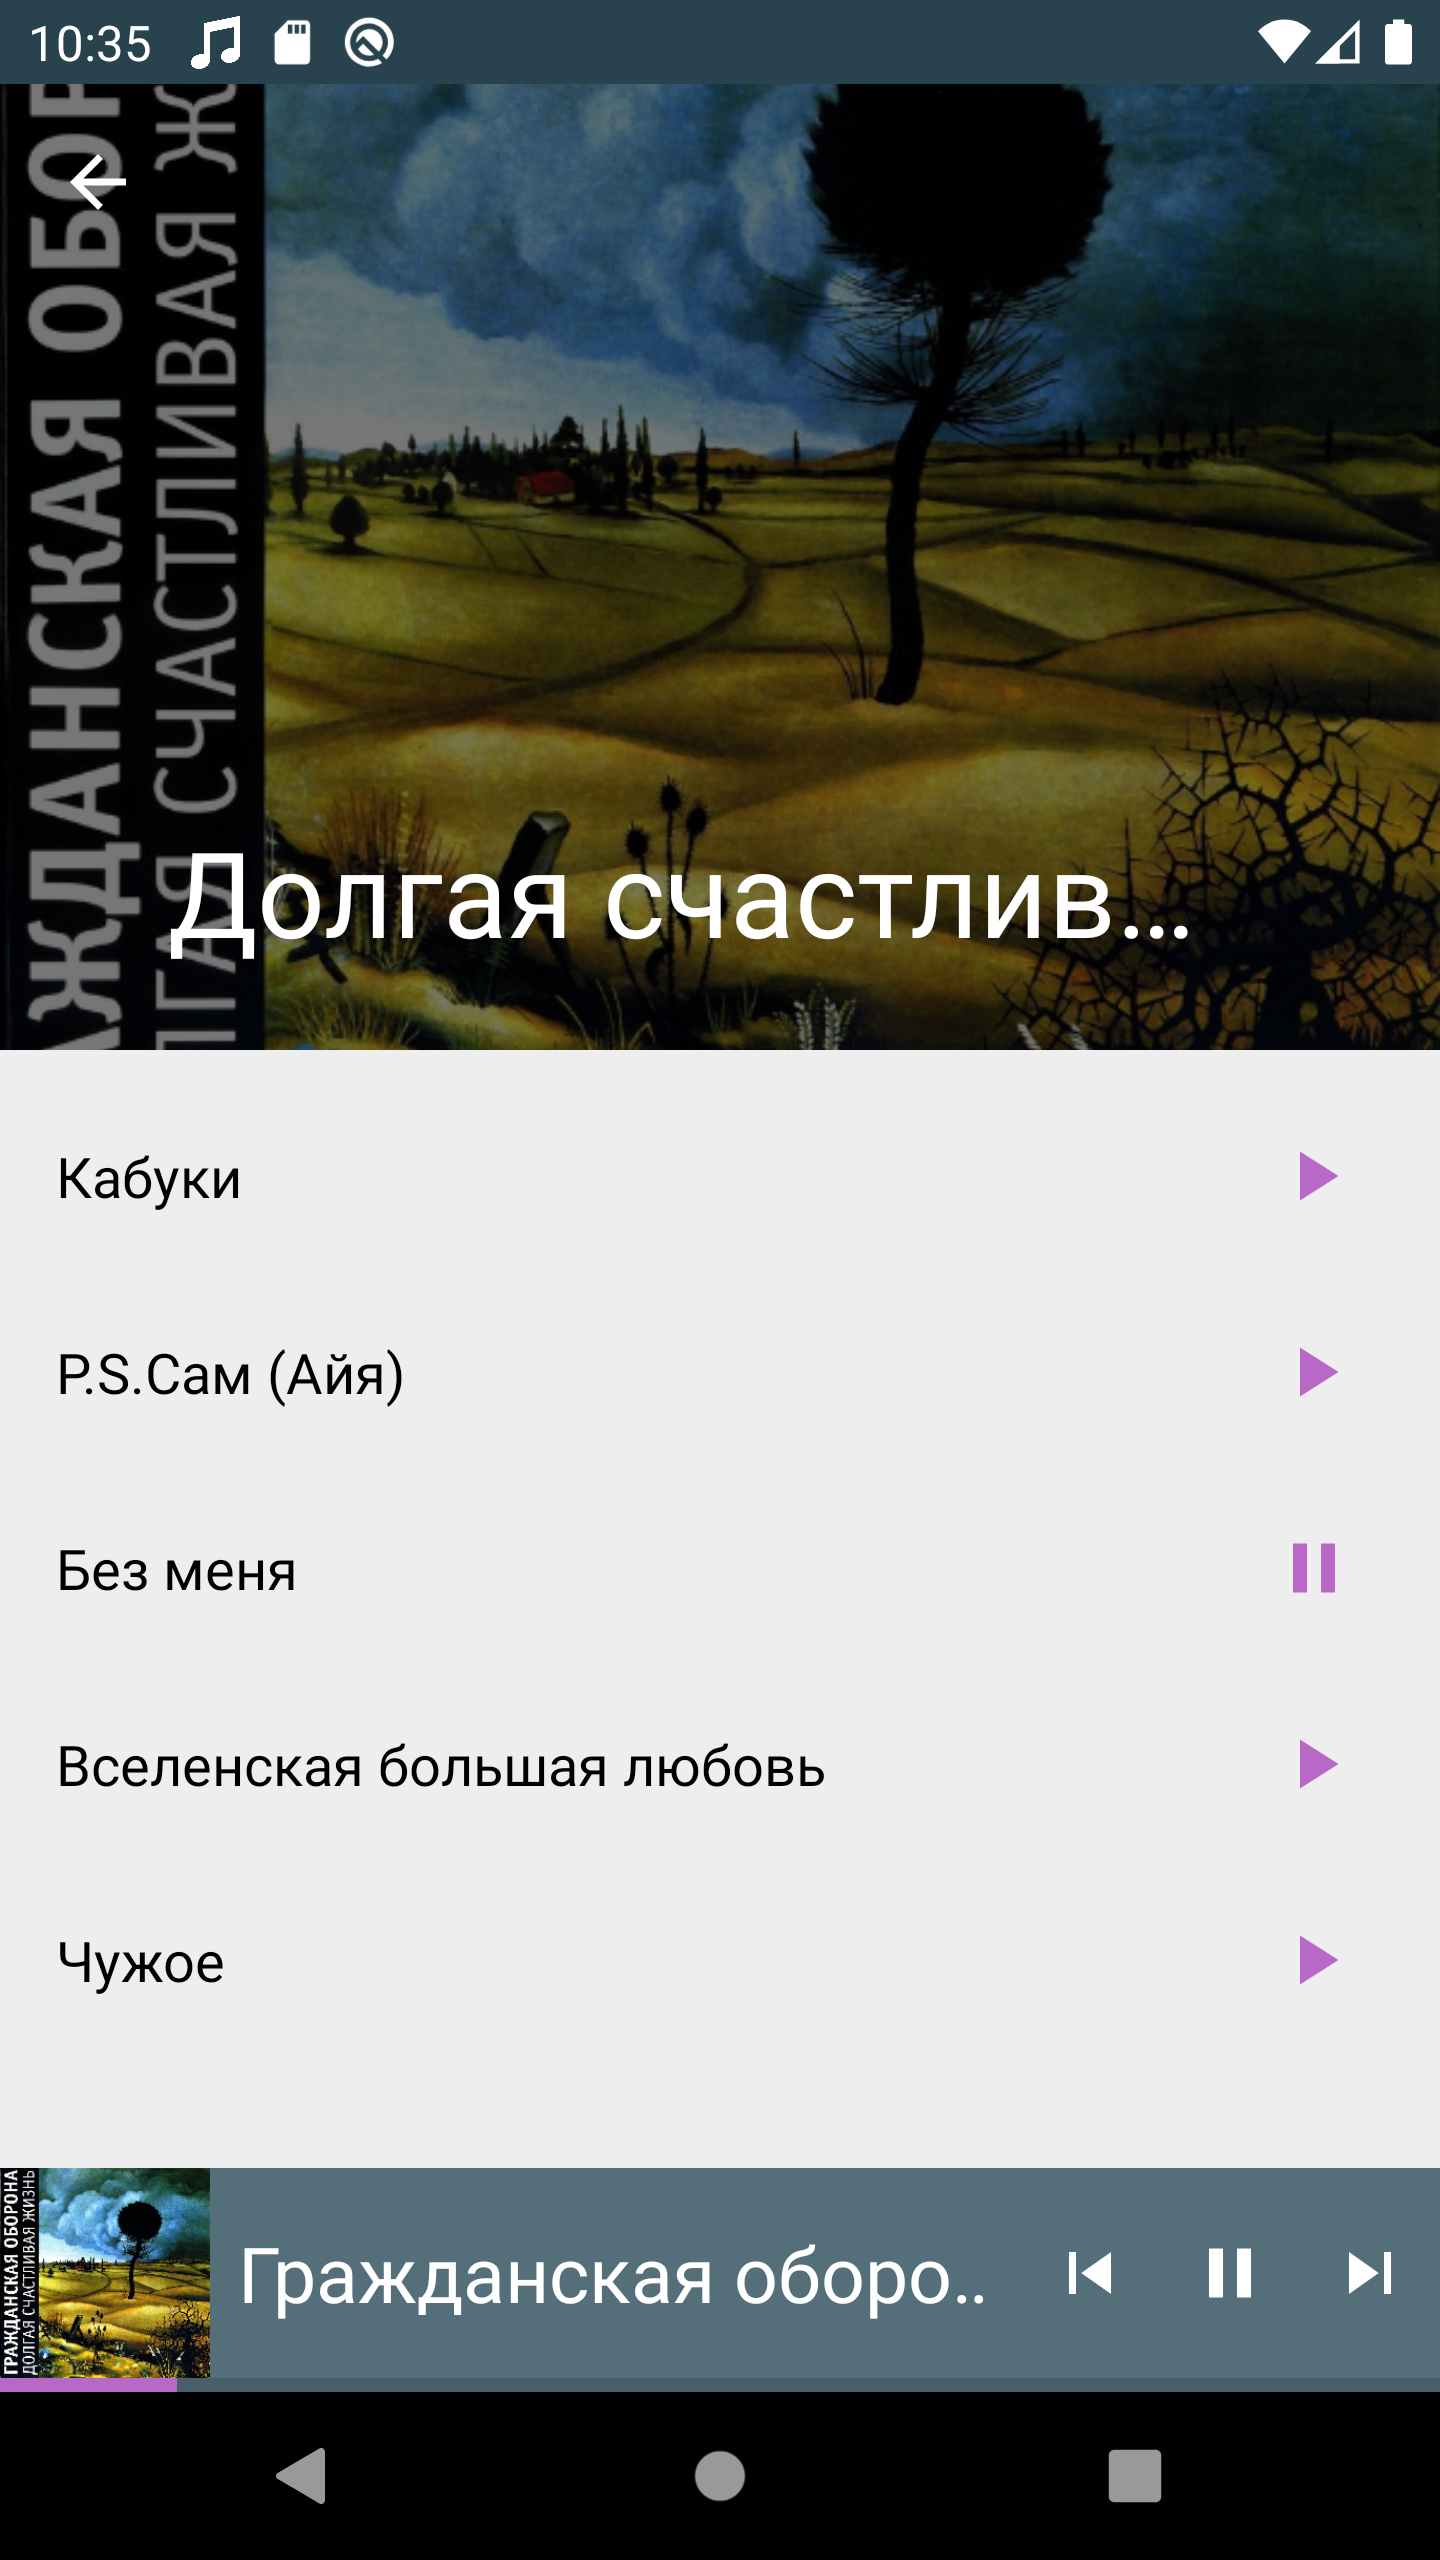 10:35
АЖДАНСКАЯ ОБОР
ЛГАЯ СЧАСТЛИВАЯ Ж
Долгая счастлив...
Кабуки
P.S.Сам (Айя)
Без меня
Вселенская большая любовь
Чужое
ГРАЖДАНСКАЯ ОБОРОНА
ДОЛГАЯ СЧАСТЛИВАЯ ЖИЗНЬ
Гражданская оборо..